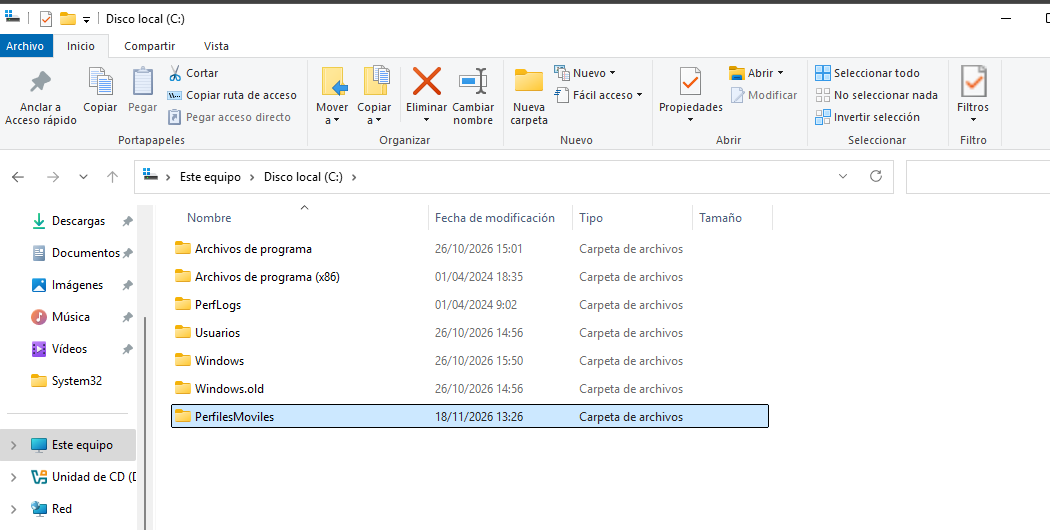 Disco local (C:)
Archivo Inicio Compartir Vista
Anclar a Acceso rápido
Copiar
Pegar
Cortar
Copiar ruta de acceso
Pegar acceso directo
Portapapeles
Mover a
Copiar a
Eliminar
Cambiar nombre
Organizar
Nueva carpeta
Nuevo
Fácil acceso
Nuevo
Propiedades
Abrir
Modificar
Abrir
Seleccionar todo
No seleccionar nada
Invertir selección
Seleccionar
Filtros
Filtro
Este equipo > Disco local (C:) >
Descargas
Documentos
Imágenes
Música
Vídeos
System32
Este equipo
Unidad de CD (D
Red
Nombre Fecha de modificación Tipo Tamaño
Archivos de programa 26/10/2026 15:01 Carpeta de archivos
Archivos de programa (x86) 01/04/2024 18:35 Carpeta de archivos
PerfLogs 01/04/2024 9:02 Carpeta de archivos
Usuarios 26/10/2026 14:56 Carpeta de archivos
Windows 26/10/2026 15:50 Carpeta de archivos
Windows.old 26/10/2026 14:56 Carpeta de archivos
PerfilesMoviles 18/11/2026 13:26 Carpeta de archivos